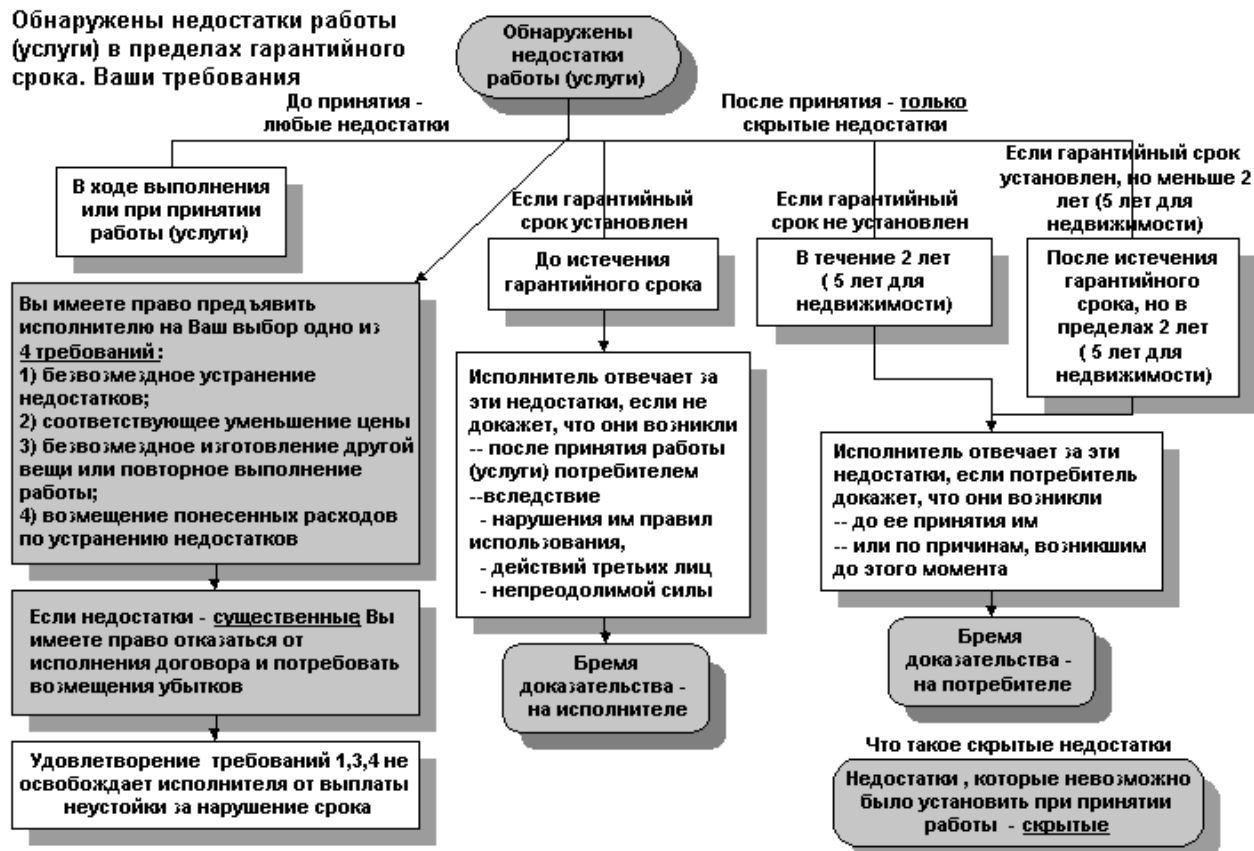 Обнаружены недостатки работы
(услуги) в пределах гарантийного
срока. Ваши требования
Обнаружены
недостатки
работы (услуги)
До принятия -
любые недостатки
После принятия - только
скрытые недостатки
В ходе выполнения
или при принятии
работы (услуги)
Если гарантийный
срок установлен
До истечения
гарантийного срока
Если гарантийный
срок не установлен
В течение 2 лет
( 5 лет для
недвижимости)
Если гарантийный срок
установлен, но меньше 2
лет (5 лет для
недвижимости)
После истечения
гарантийного
срока, но в
пределах 2 лет
( 5 лет для
недвижимости)
Вы имеете право предъявить
исполнителю на Ваш выбор одно из
4 требований :
1) безвозмездное устранение
недостатков;
2) соответствующее уменьшение цены
3) безвозмездное изготовление другой
вещи или повторное выполнение
работы;
4) возмещение понесенных расходов
по устранению недостатков
Если недостатки - существенные Вы
имеете право отказаться от
исполнения договора и потребовать
возмещения убытков
Удовлетворение требований 1,3,4 не
освобождает исполнителя от выплаты
неустойки за нарушение срока
Исполнитель отвечает за
эти недостатки, если не
докажет, что они возникли
-- после принятия работы
(услуги) потребителем
--вследствие
- нарушения им правил
использования,
- действий третьих лиц
- непреодолимой силы
Бремя
доказательства -
на исполнителе
Исполнитель отвечает за эти
недостатки, если потребитель
докажет, что они возникли
-- до ее принятия им
-- или по причинам, возникшим
до этого момента
Бремя
доказательства -
на потребителе
Что такое скрытые недостатки
Недостатки , которые невозможно
было установить при принятии
работы - скрытые